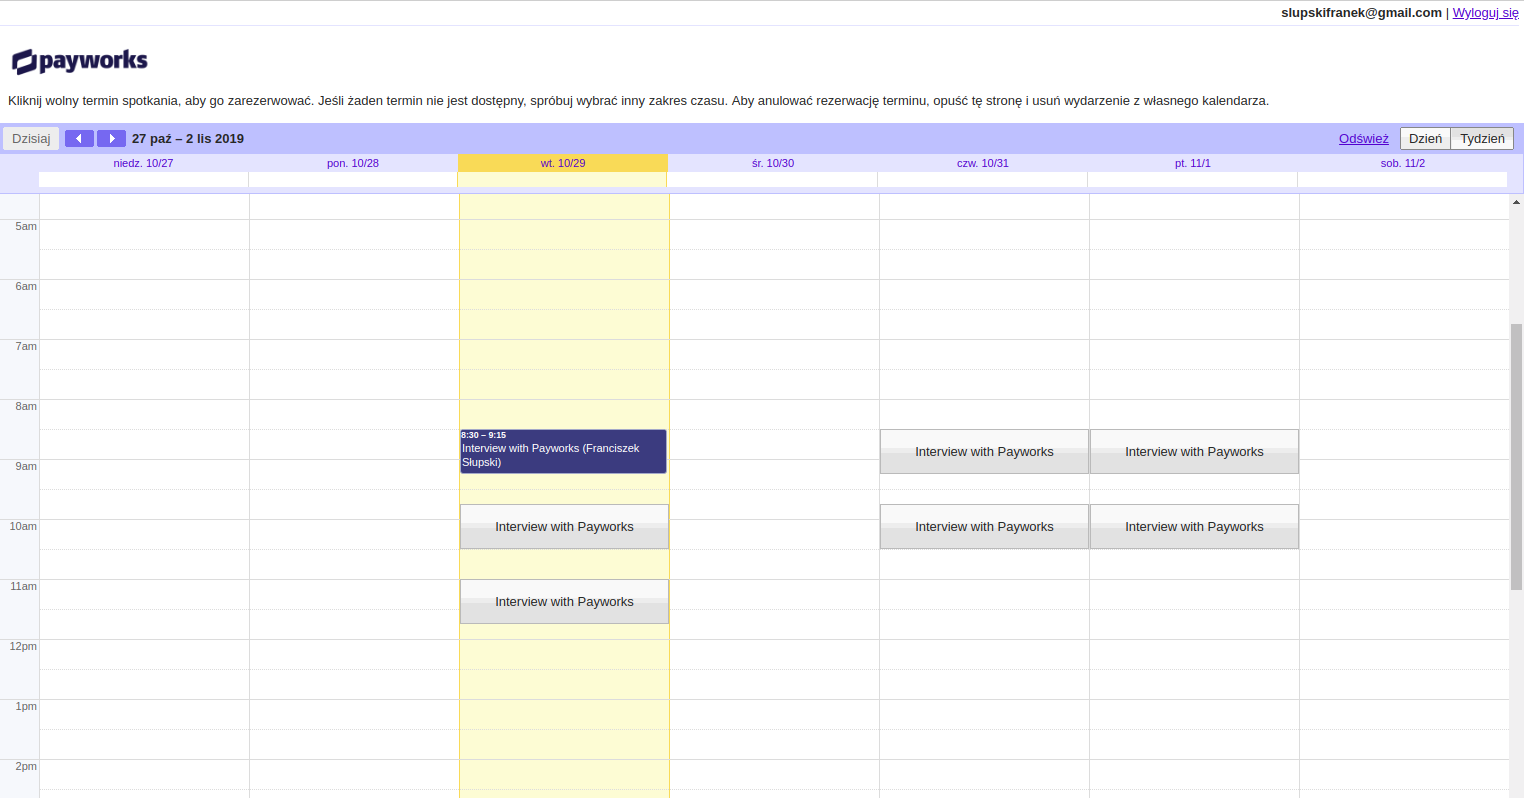 slupskifranek@gmail.com | Wyloguj się
payworks
Kliknij wolny termin spotkania, aby go zarezerwować. Jeśli żaden termin nie jest dostępny, spróbuj wybrać inny zakres czasu. Aby anulować rezerwację terminu, opuść tę stronę i usuń wydarzenie z własnego kalendarza.
Dzisiaj 27 paź – 2 lis 2019 Odśwież Dzień Tydzień
niedz. 10/27 pon. 10/28 wt. 10/29 śr. 10/30 czw. 10/31 pt. 11/1 sob. 11/2
5am
6am
7am
8am
8:30 – 9:15
Interview with Payworks (Franciszek
Słupski)
Interview with Payworks Interview with Payworks
9am
10am
Interview with Payworks Interview with Payworks Interview with Payworks
11am
Interview with Payworks
12pm
1pm
2pm